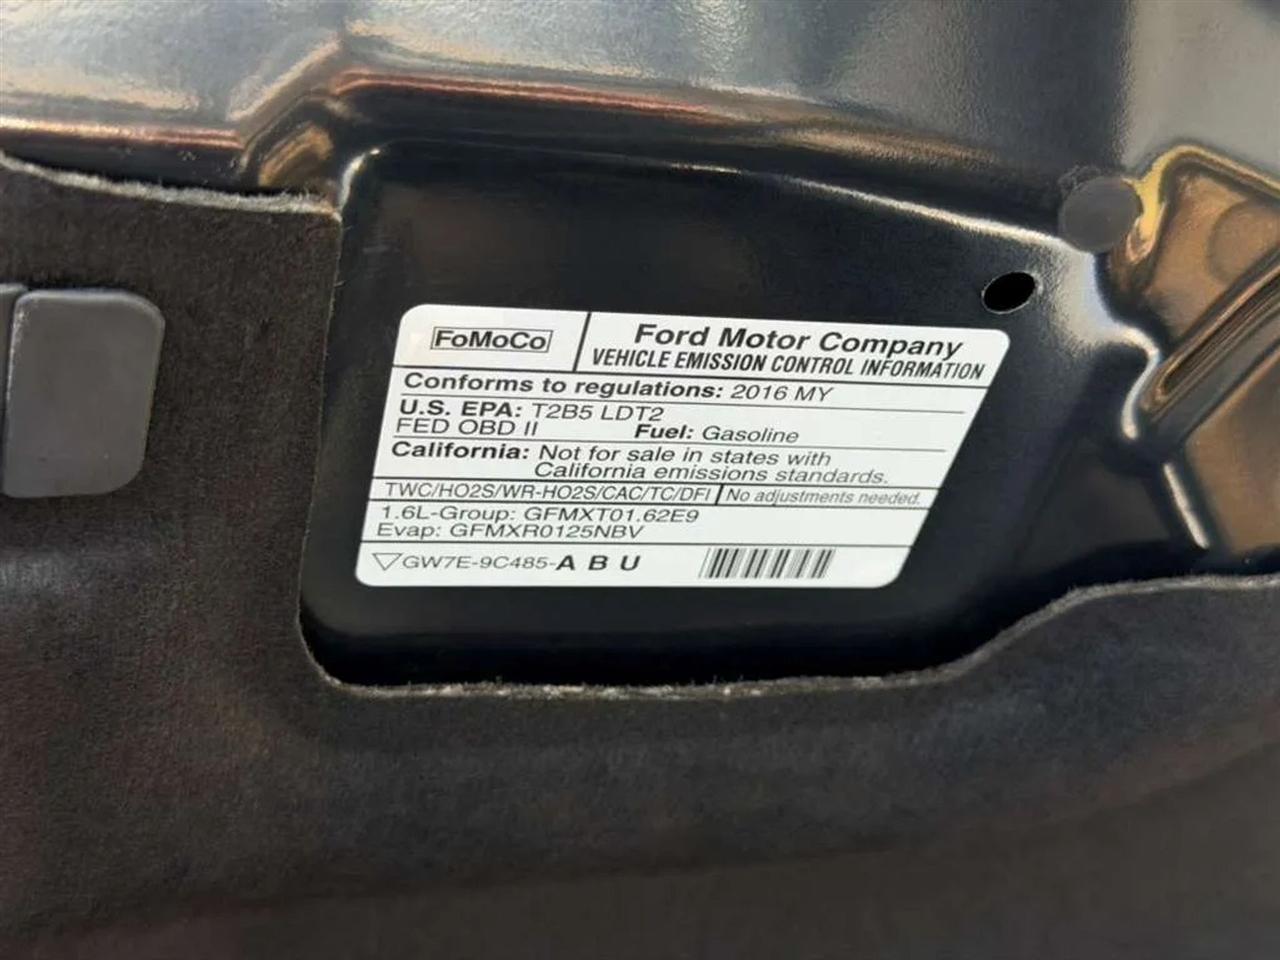 FoMoCo
Ford Motor Company
VEHICLE EMISSION CONTROL INFORMATION
Conforms to regulations: 2016 MY
U.S. EPA: T2B5 LDT2
FED OBD II Fuel: Gasoline
California: Not for sale in states with
California emissions standards.
TWC/HO2S/WR-HO2S/CAC/TC/DFI No adjustments needed.
1.6L-Group: GFMXT01.62E9
Evap: GFMXR0125NBV
GW7E-9C485-A B U